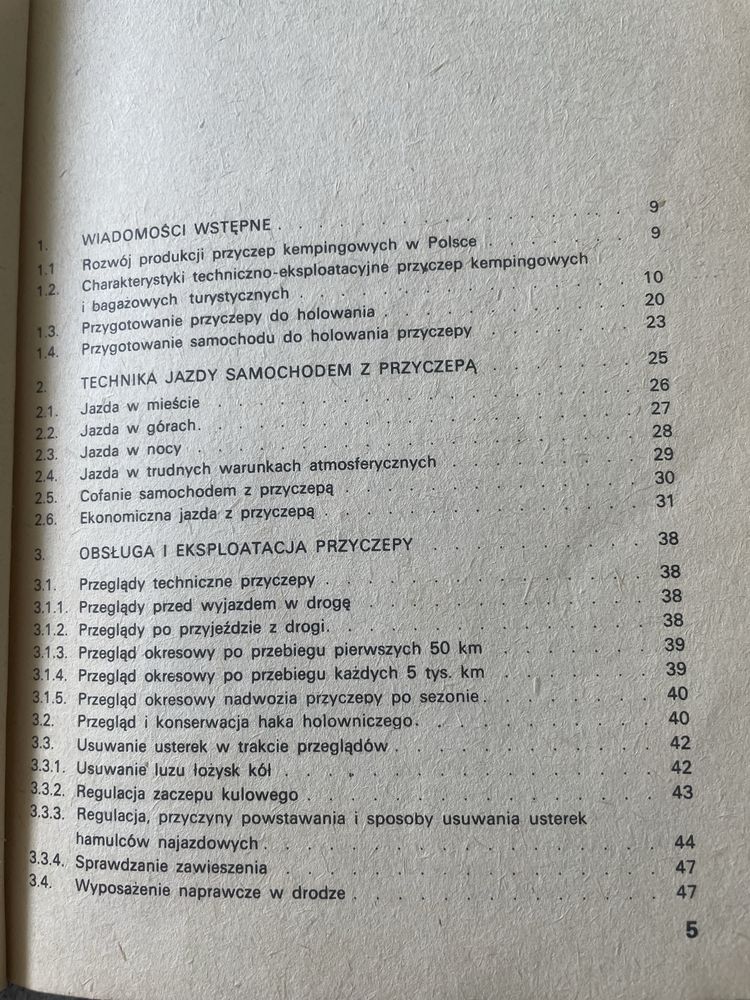 1. WIADOMOŚCI WSTĘPNE . . . . . . . . . . . . . . . 9
1.1 Rozwój produkcji przyczep kempingowych w Polsce . . . . . . 9
1.2. Charakterystyki techniczno-eksploatacyjne przyczep kempingowych
i bagażowych turystycznych . . . . . . . . . . . . . . 10
1.3. Przygotowanie przyczepy do holowania . . . . . . . . . . 20
1.4. Przygotowanie samochodu do holowania przyczepy . . . . . . 23
2. TECHNIKA JAZDY SAMOCHODEM Z PRZYCZEPĄ . . . . . . 25
2.1. Jazda w mieście . . . . . . . . . . . . . . . . . 26
2.2. Jazda w górach. . . . . . . . . . . . . . . . . . 27
2.3. Jazda w nocy . . . . . . . . . . . . . . . . . . 28
2.4. Jazda w trudnych warunkach atmosferycznych . . . . . . . . 29
2.5. Cofanie samochodem z przyczepą . . . . . . . . . . . . 30
2.6. Ekonomiczna jazda z przyczepą . . . . . . . . . . . . . 31
3. OBSŁUGA I EKSPLOATACJA PRZYCZEPY . . . . . . . . . 38
3.1. Przeglądy techniczne przyczepy . . . . . . . . . . . . . 38
3.1.1. Przeglądy przed wyjazdem w drogę . . . . . . . . . . . 38
3.1.2. Przeglądy po przyjeździe z drogi. . . . . . . . . . . . . 38
3.1.3. Przegląd okresowy po przebiegu pierwszych 50 km . . . . . . 39
3.1.4. Przegląd okresowy po przebiegu każdych 5 tys. km . . . . . . 39
3.1.5. Przegląd okresowy nadwozia przyczepy po sezonie . . . . . . 40
3.2. Przegląd i konserwacja haka holowniczego. . . . . . . . . 40
3.3. Usuwanie usterek w trakcie przeglądów . . . . . . . . . . 42
3.3.1. Usuwanie luzu łożysk kół . . . . . . . . . . . . . . 42
3.3.2. Regulacja zaczepu kulowego . . . . . . . . . . . . . 43
3.3.3. Regulacja, przyczyny powstawania i sposoby usuwania usterek
hamulców najazdowych . . . . . . . . . . . . . . . 44
3.3.4. Sprawdzanie zawieszenia . . . . . . . . . . . . . . 47
3.4. Wyposażenie naprawcze w drodze . . . . . . . . . . . . 47
5